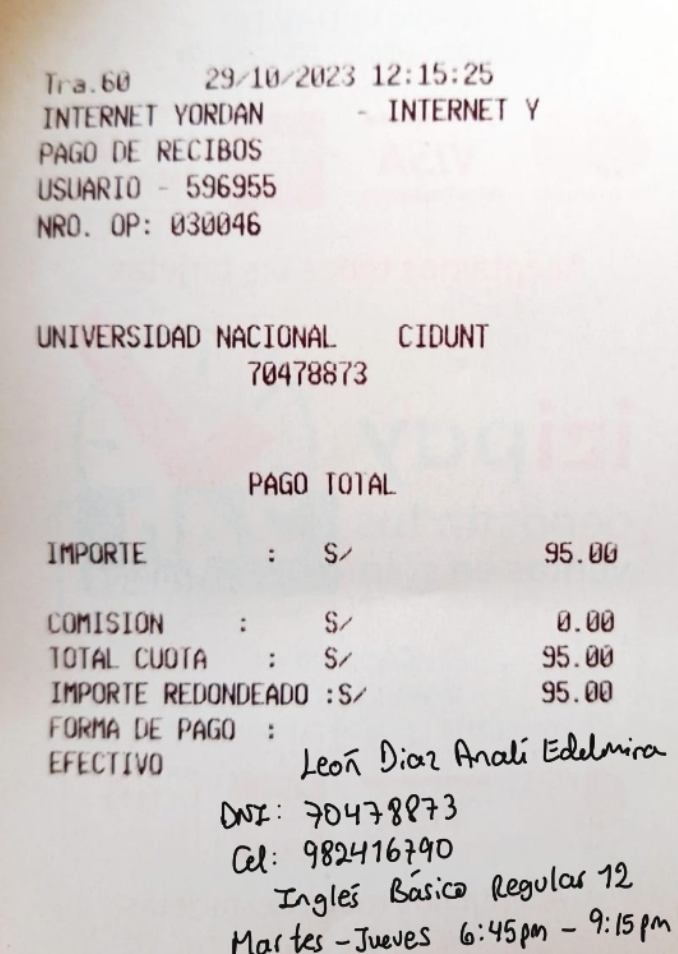 Tra.60 29/10/2023 12:15:25
INTERNET YORDAN - INTERNET Y
PAGO DE RECIBOS
USUARIO - 596955
NRO. OP: 030046
UNIVERSIDAD NACIONAL CIDUNT
70478873
PAGO TOTAL
IMPORTE : S/ 95.00
COMISION : S/ 0.00
TOTAL CUOTA : S/ 95.00
IMPORTE REDONDEADO :S/ 95.00
FORMA DE PAGO :
EFECTIVO
León Diaz Analí Edelmira
DNI: 70478873
Cel: 982416790
Inglés Básico Regular 12
Martes - Jueves 6:45pm - 9:15pm